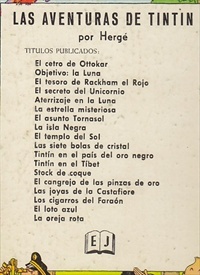 LAS AVENTURAS DE TINTIN
por Hergé
TITULOS PUBLICADOS:
El cetro de Ottokar
Objetivo: la Luna
El tesoro de Rackham el Rojo
El secreto del Unicornio
Aterrizaje en la Luna
La estrella misteriosa
El asunto Tornasol
La isla Negra
El templo del Sol
Las siete bolas de cristal
Tintín en el país del oro negro
Tintín en el Tibet
Stock de coque
El cangrejo de las pinzas de oro
Las joyas de la Castafiore
Los cigarros del Faraón
El loto azul
La oreja rota
E J